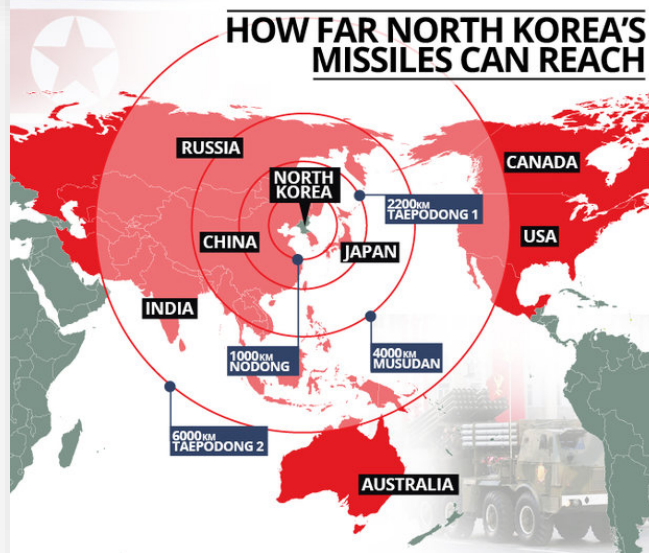 HOW FAR NORTH KOREA'S
MISSILES CAN REACH
RUSSIA
CANADA
NORTH
KOREA
2200KM
TAEPODONG 1
USA
CHINA
JAPAN
INDIA
1000KM
NODONG
4000KM
MUSUDAN
6000KM
TAEPODONG 2
AUSTRALIA